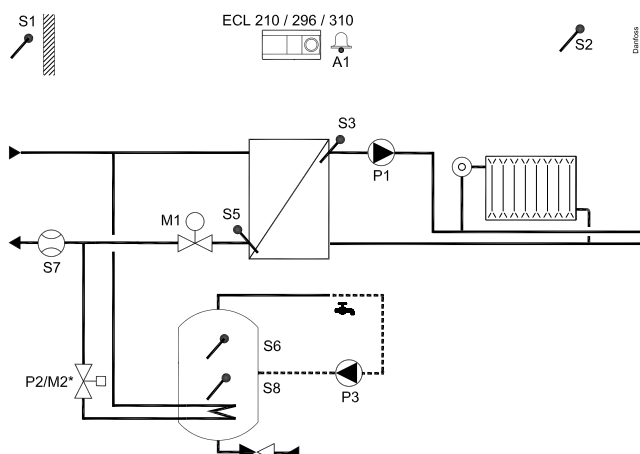 S1
ECL 210 / 296 / 310
A1
S2
Danfoss
S3
P1
M1
S5
S7
S6
P2/M2*
S8
P3